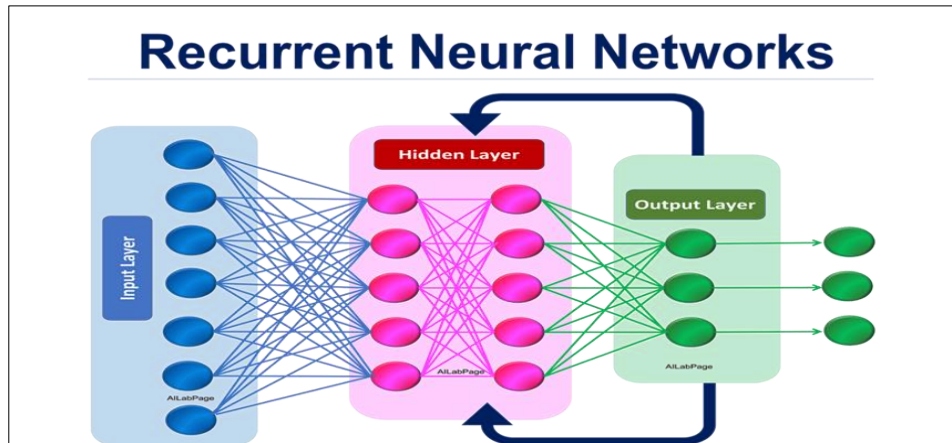 Recurrent Neural Networks
Input Layer
AILabPage
Hidden Layer
AILabPage
Output Layer
AILabPage